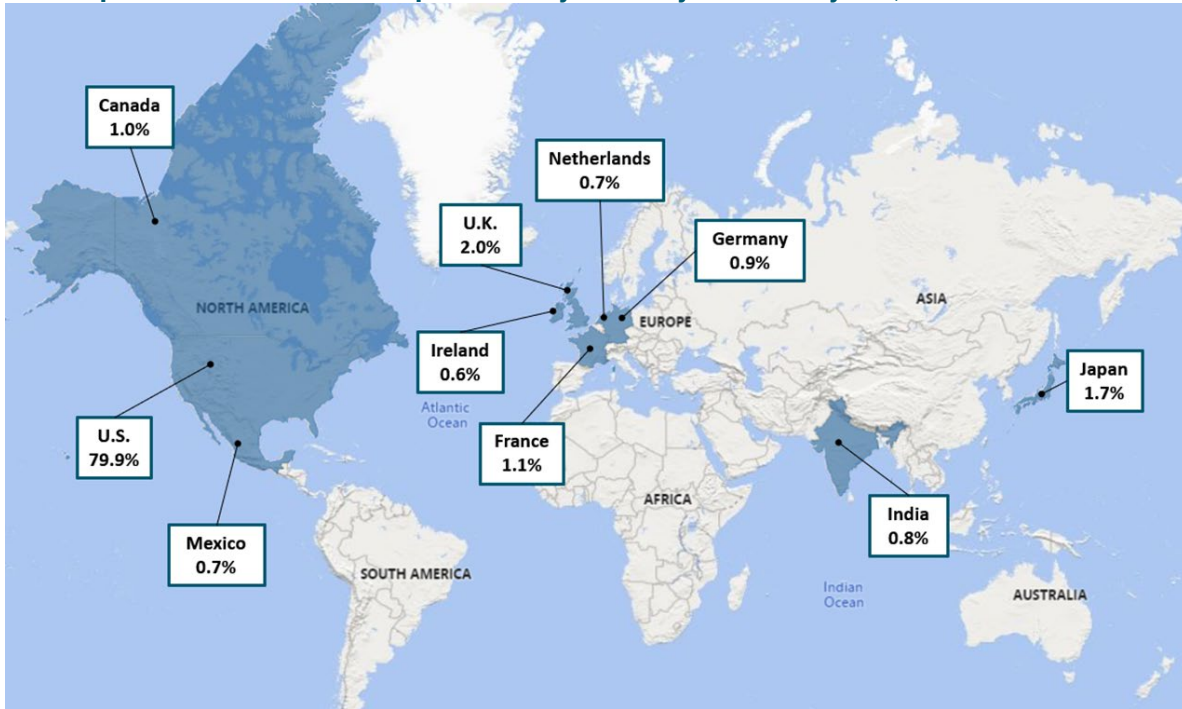 Canada
1.0%
Netherlands
0.7%
U.K.
2.0%
Germany
0.9%
NORTH AMERICA
ASIA
EUROPE
Ireland
0.6%
Japan
1.7%
Atlantic
Ocean
U.S.
79.9%
France
1.1%
AFRICA
India
0.8%
Mexico
0.7%
SOUTH AMERICA
Indian
Ocean
AUSTRALIA